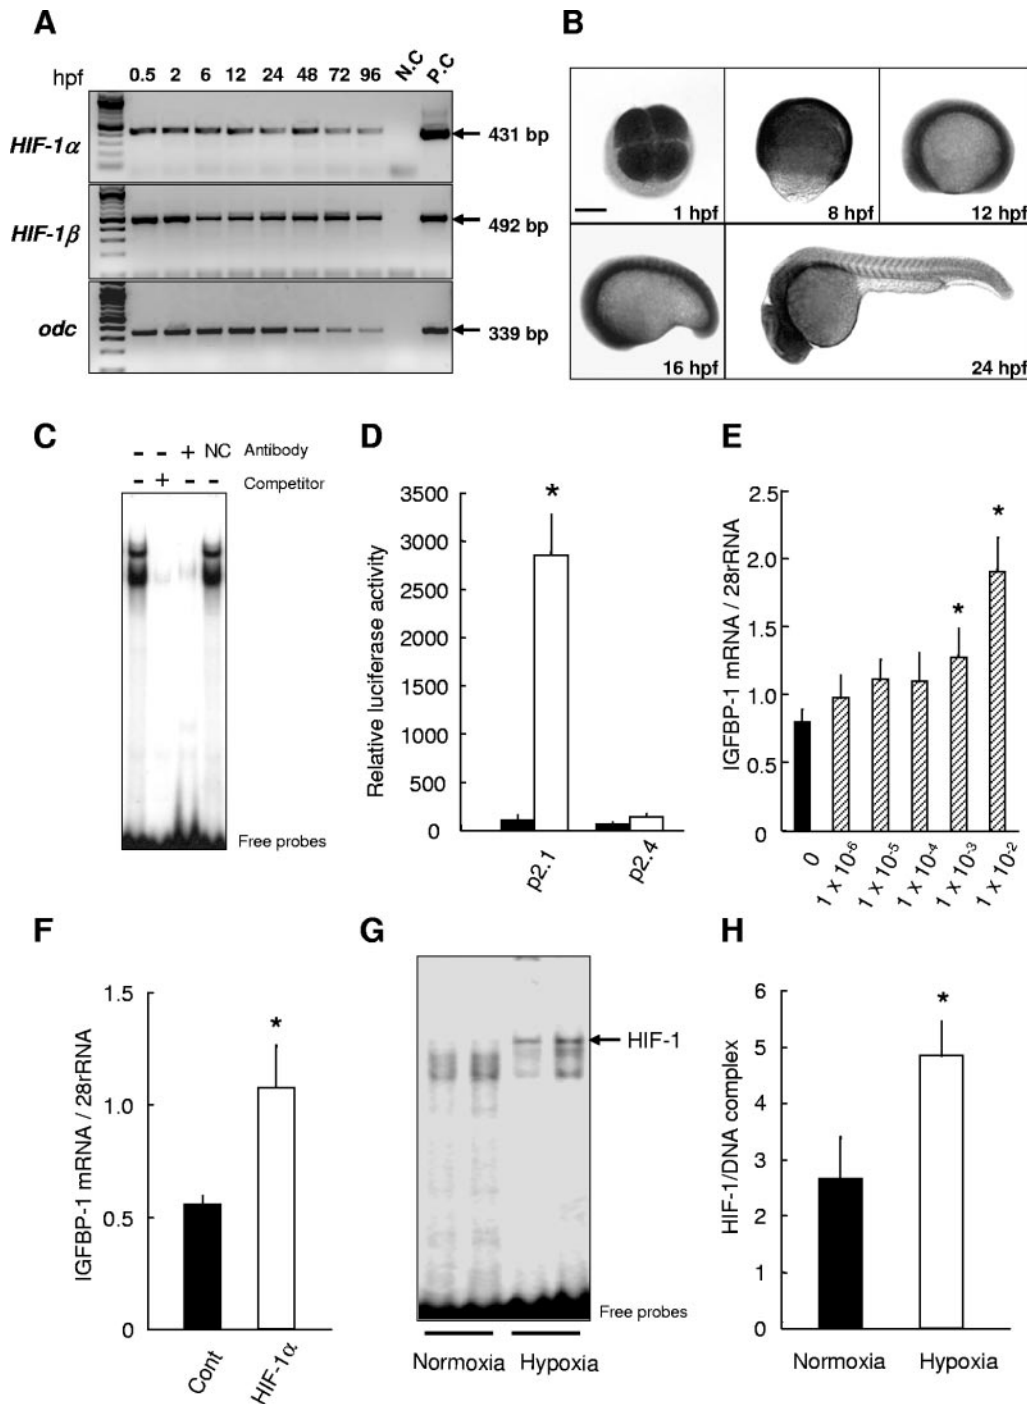 A
hpf 0.5 2 6 12 24 48 72 96 N.C P.C
HIF-1α 431 bp
HIF-1β 492 bp
odc 339 bp
B
1 hpf 8 hpf 12 hpf
16 hpf 24 hpf
C
- - + NC Antibody
- + - - Competitor
Free probes
D
Relative luciferase activity
3500
3000
2500
2000
1500
1000
500
0
*
p2.1 p2.4
E
IGFBP-1 mRNA / 28rRNA
2.5
2.0
1.5
1.0
0.5
0
* *
0 1 x 10-6 1 x 10-5 1 x 10-4 1 x 10-3 1 x 10-2
F
IGFBP-1 mRNA / 28rRNA
1.5
1.0
0.5
0
*
Cont HIF-1α
G
HIF-1
Free probes
Normoxia Hypoxia
H
HIF-1/DNA complex
6
5
4
3
2
1
0
*
Normoxia Hypoxia